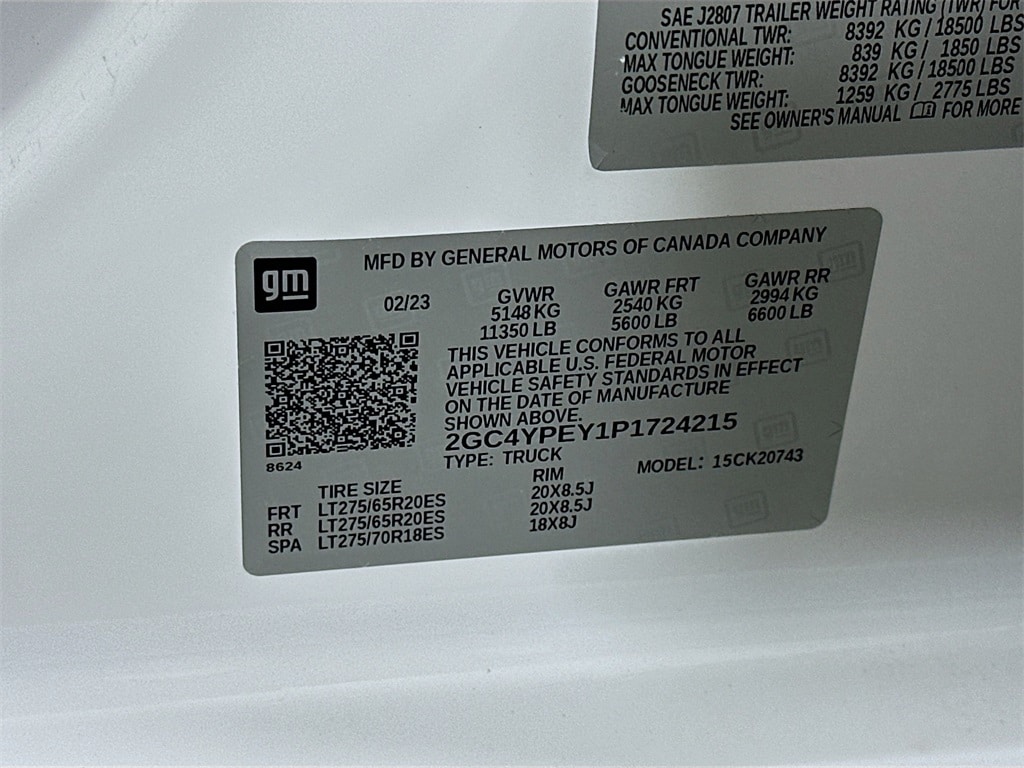 SAE J2807 TRAILER WEIGHT RATING (TWR) FOR
CONVENTIONAL TWR: 8392 KG / 18500 LBS
MAX TONGUE WEIGHT: 839 KG / 1850 LBS
GOOSENECK TWR: 8392 KG / 18500 LBS
MAX TONGUE WEIGHT: 1259 KG / 2775 LBS
SEE OWNER'S MANUAL FOR MORE
gm
MFD BY GENERAL MOTORS OF CANADA COMPANY
02/23 GVWR GAWR FRT GAWR RR
5148 KG 2540 KG 2994 KG
11350 LB 5600 LB 6600 LB
THIS VEHICLE CONFORMS TO ALL
APPLICABLE U.S. FEDERAL MOTOR
VEHICLE SAFETY STANDARDS IN EFFECT
ON THE DATE OF MANUFACTURE
SHOWN ABOVE.
2GC4YPEY1P1724215
8624
TYPE: TRUCK MODEL: 15CK20743
TIRE SIZE RIM
FRT LT275/65R20ES 20X8.5J
RR LT275/65R20ES 20X8.5J
SPA LT275/70R18ES 18X8J